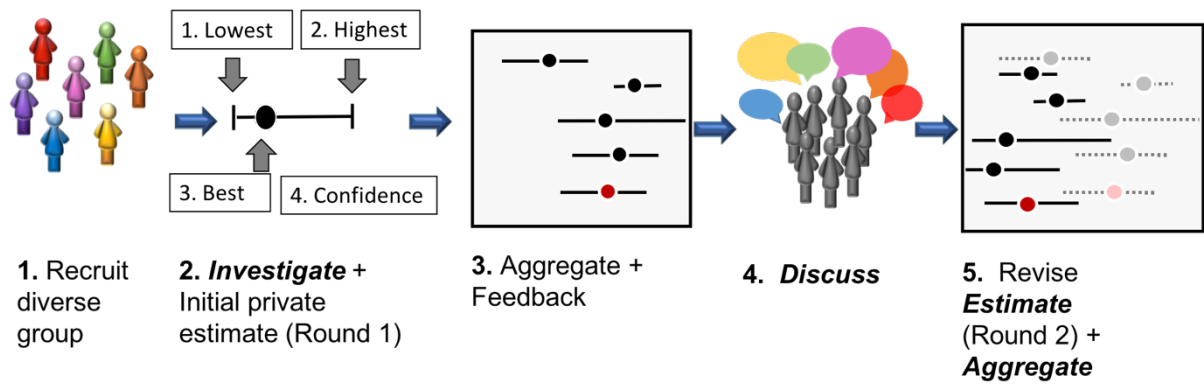 1. Lowest
2. Highest
3. Best
4. Confidence
1. Recruit
diverse
group
2. Investigate +
Initial private
estimate (Round 1)
3. Aggregate +
Feedback
4. Discuss
5. Revise
Estimate
(Round 2) +
Aggregate